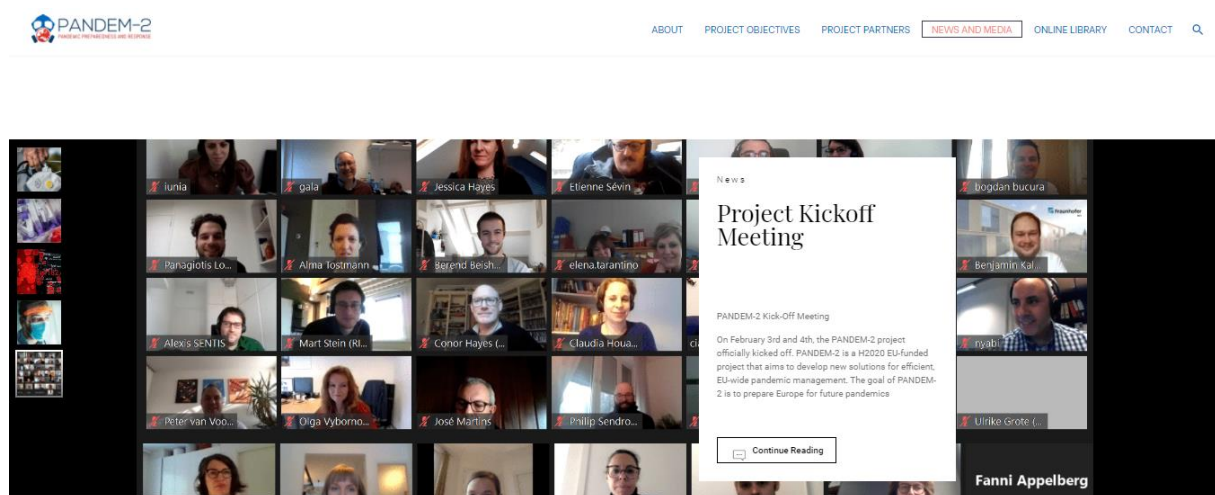 PANDEM-2
PANDEMIC PREPAREDNESS AND RESPONSE
ABOUT
PROJECT OBJECTIVES
PROJECT PARTNERS
NEWS AND MEDIA
ONLINE LIBRARY
CONTACT
iunia
gala
Jessica Hayes
Etienne Sévin
bogdan bucura
Panagiotis Lo...
Alma Tostmann
Berend Beish...
elena.tarantino
Fraunhofer
Benjamin Kal...
Alexis SENTIS
Mart Stein (RI...
Conor Hayes (...
Claudia Houa...
nyabi
Peter van Voo...
Olga Vyborno...
José Martins
Philip Sendro...
Ulrike Grote (...
Fanni Appelberg
News
Project Kickoff
Meeting
PANDEM-2 Kick-Off Meeting
On February 3rd and 4th, the PANDEM-2 project
officially kicked off. PANDEM-2 is a H2020 EU-funded
project that aims to develop new solutions for efficient,
EU-wide pandemic management. The goal of PANDEM-
2 is to prepare Europe for future pandemics
Continue Reading